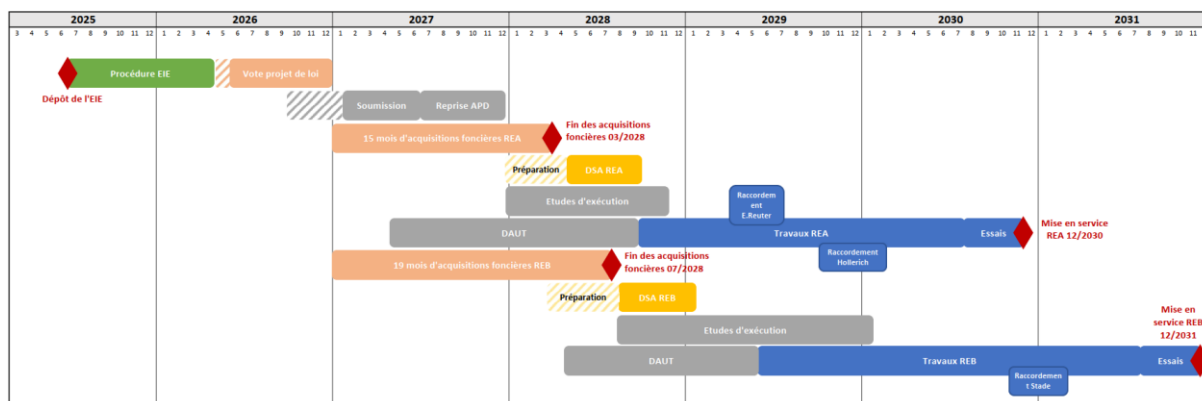 2025 2026 2027 2028 2029 2030 2031
3 4 5 6 7 8 9 10 11 12 1 2 3 4 5 6 7 8 9 10 11 12 1 2 3 4 5 6 7 8 9 10 11 12 1 2 3 4 5 6 7 8 9 10 11 12 1 2 3 4 5 6 7 8 9 10 11 12 1 2 3 4 5 6 7 8 9 10 11 12 1 2 3 4 5 6 7 8 9 10 11
Procédure EIE
Vote projet de loi
Dépôt de l'EIE
Soumission
Reprise APD
15 mois d'acquisitions foncières REA
Fin des acquisitions
foncières 03/2028
Préparation
DSA REA
Etudes d'exécution
Raccordem
ent
E.Reuter
DAUT
Travaux REA
Essais
Mise en service
REA 12/2030
19 mois d'acquisitions foncières REB
Fin des acquisitions
foncières 07/2028
Raccordement
Hollerich
Préparation
DSA REB
Etudes d'exécution
Mise en
service REB
12/2031
DAUT
Travaux REB
Essais
Raccordemen
t Stade